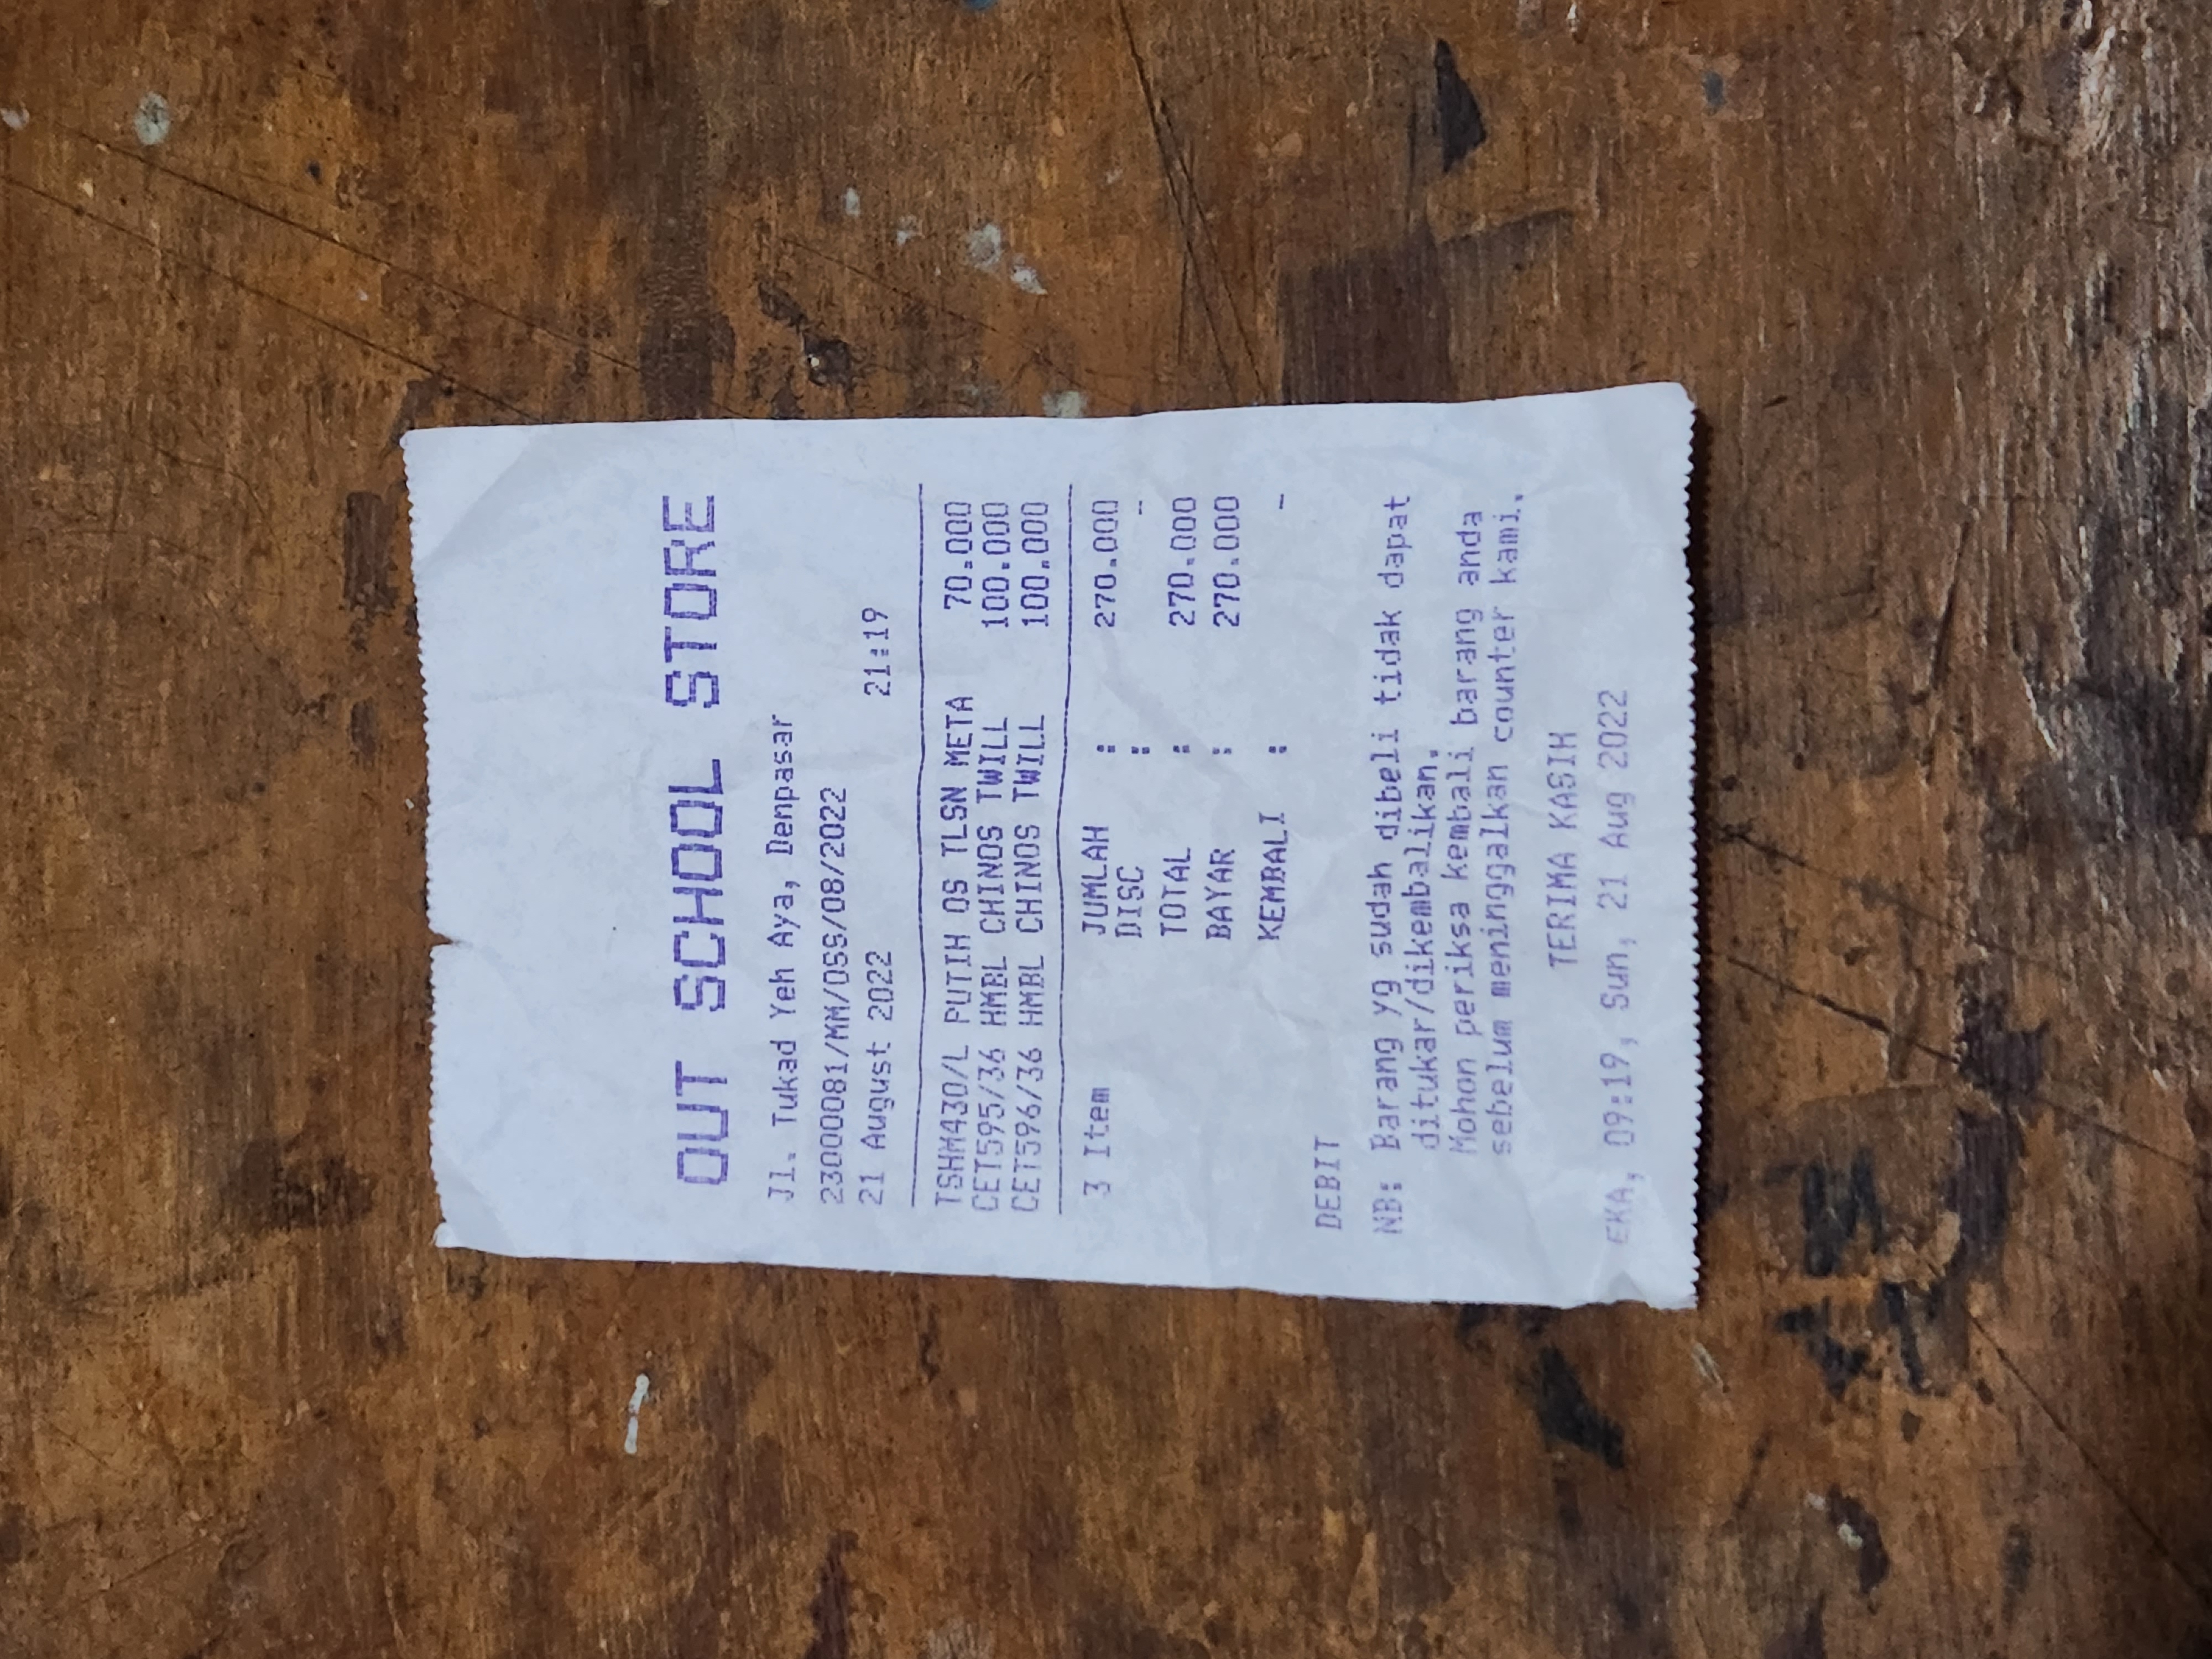 OUT SCHOOL STORE
Jl. Tukad Yeh Aya, Denpasar
23000081/MM/OSS/08/2022
21 August 2022 21:19
TSHM430/L PUTIH OS TLSN META 70.000
CET595/36 HMBL CHINOS TWILL 100.000
CET596/36 HMBL CHINOS TWILL 100.000
3 Item JUMLAH : 270.000
DISC : -
TOTAL : 270.000
BAYAR : 270.000
KEMBALI : -
DEBIT
NB: Barang yg sudah dibeli tidak dapat
ditukar/dikembalikan.
Mohon periksa kembali barang anda
sebelum meninggalkan counter kami.
TERIMA KASIH
EKA, 09:19, Sun, 21 Aug 2022